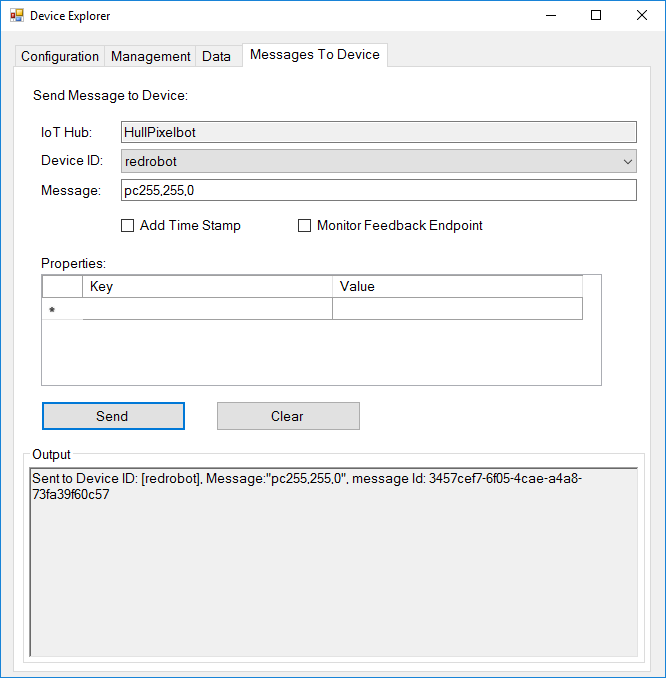 Device Explorer
Configuration Management Data Messages To Device
Send Message to Device:
IoT Hub: HullPixelbot
Device ID: redrobot
Message: pc255,255,0
Add Time Stamp Monitor Feedback Endpoint
Properties:
Key Value
*
Send Clear
Output
Sent to Device ID: [redrobot], Message:"pc255,255,0", message Id: 3457cef7-6f05-4cae-a4a8-
73fa39f60c57